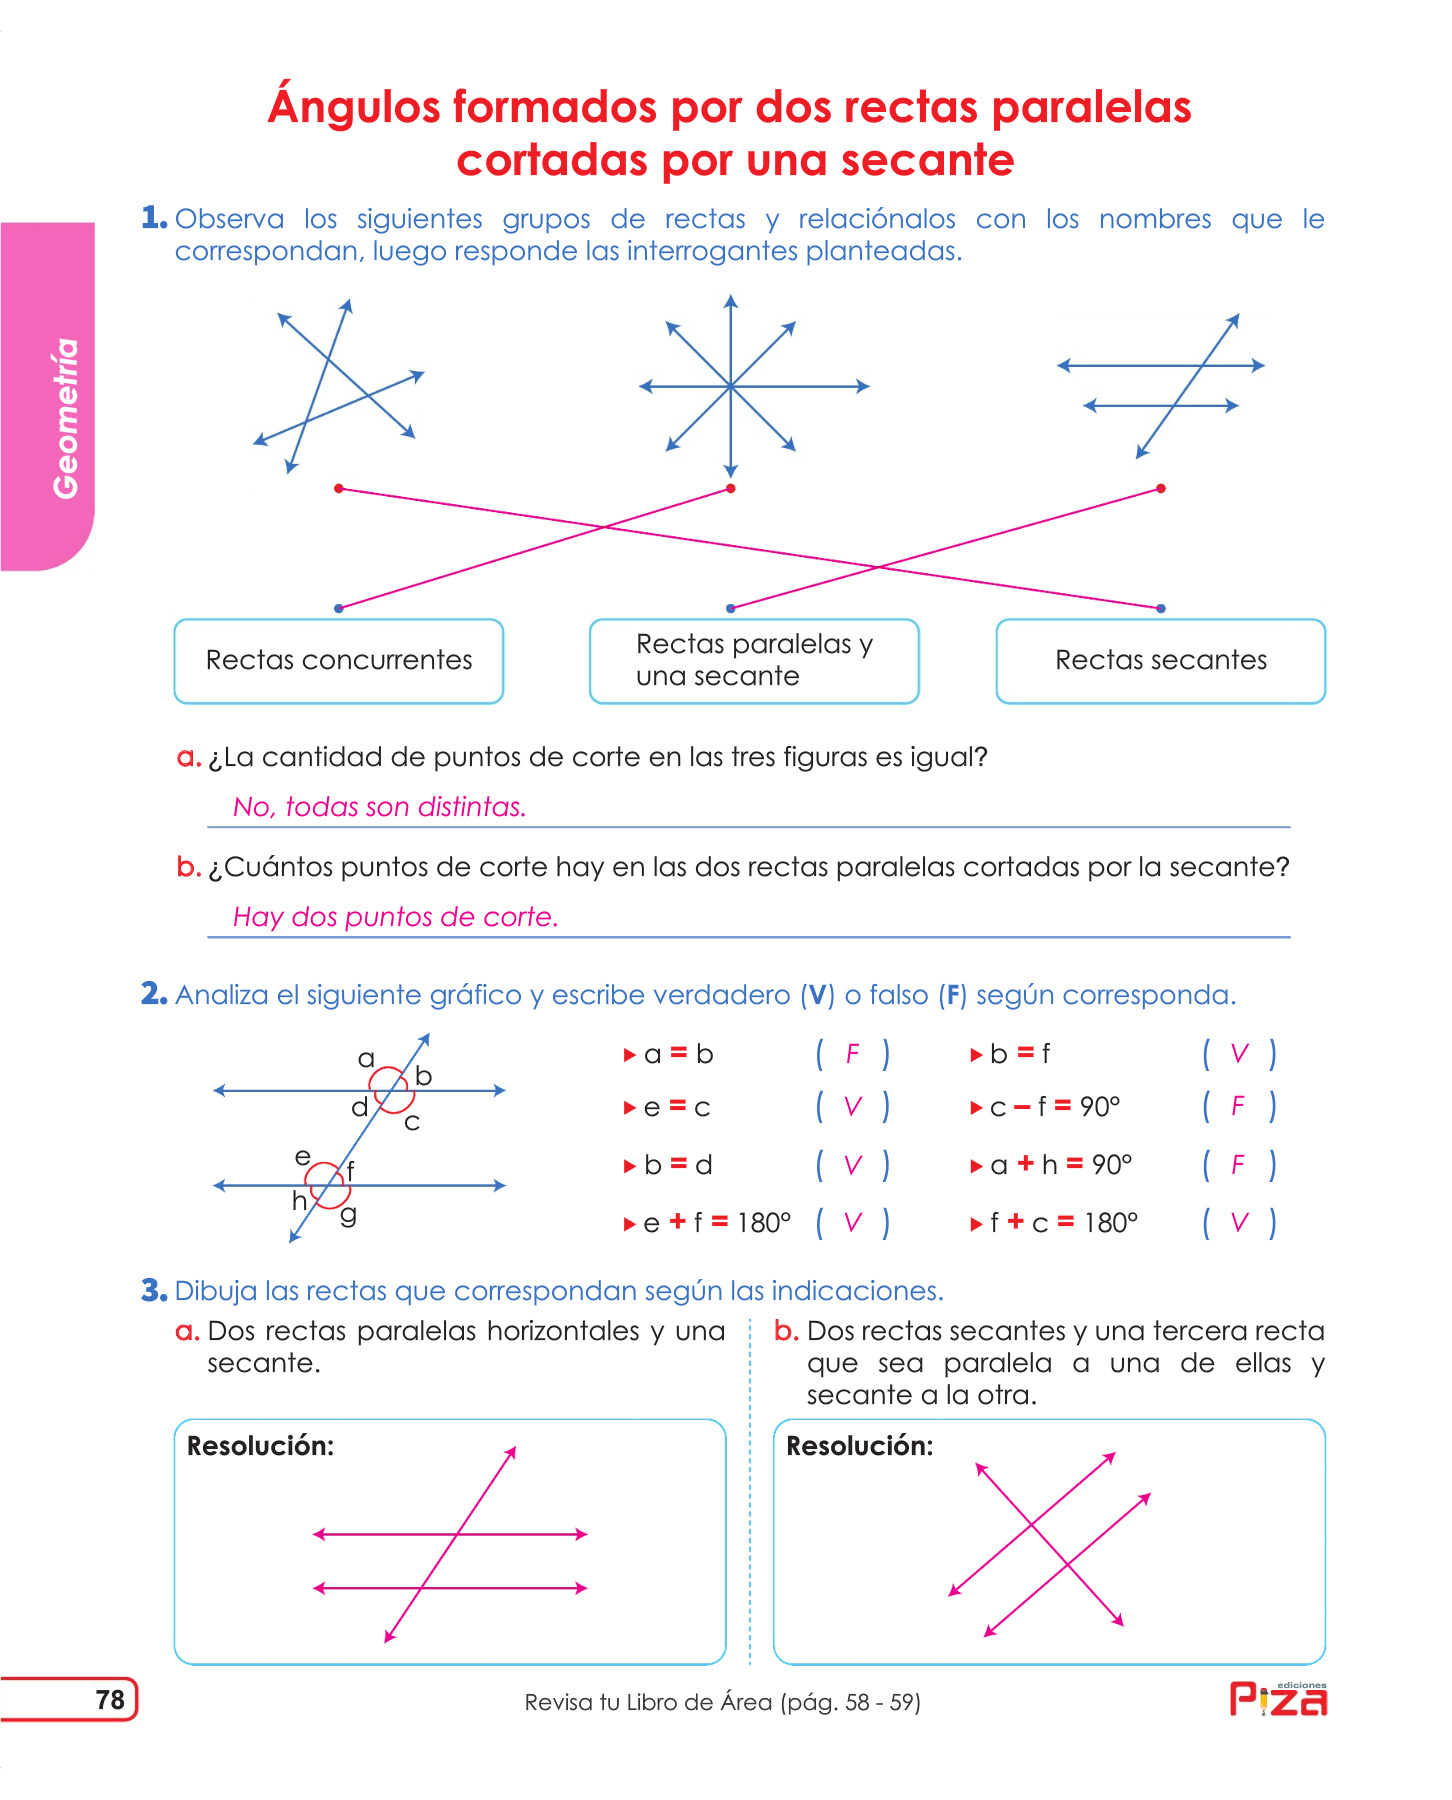 Ángulos formados por dos rectas paralelas
cortadas por una secante
Geometría
1. Observa los siguientes grupos de rectas y relaciónalos con los nombres que le
correspondan, luego responde las interrogantes planteadas.
Rectas concurrentes
Rectas paralelas y
una secante
Rectas secantes
a. ¿La cantidad de puntos de corte en las tres figuras es igual?
No, todas son distintas.
b. ¿Cuántos puntos de corte hay en las dos rectas paralelas cortadas por la secante?
Hay dos puntos de corte.
2. Analiza el siguiente gráfico y escribe verdadero (V) o falso (F) según corresponda.
a
b
d
c
e
f
h
g
a = b ( F )
e = c ( V )
b = d ( V )
e + f = 180° ( V )
b = f ( V )
c – f = 90° ( F )
a + h = 90° ( F )
f + c = 180° ( V )
3. Dibuja las rectas que correspondan según las indicaciones.
a. Dos rectas paralelas horizontales y una
secante.
Resolución:
b. Dos rectas secantes y una tercera recta
que sea paralela a una de ellas y
secante a la otra.
Resolución:
78
Revisa tu Libro de Área (pág. 58 - 59)
ediciones
Piza